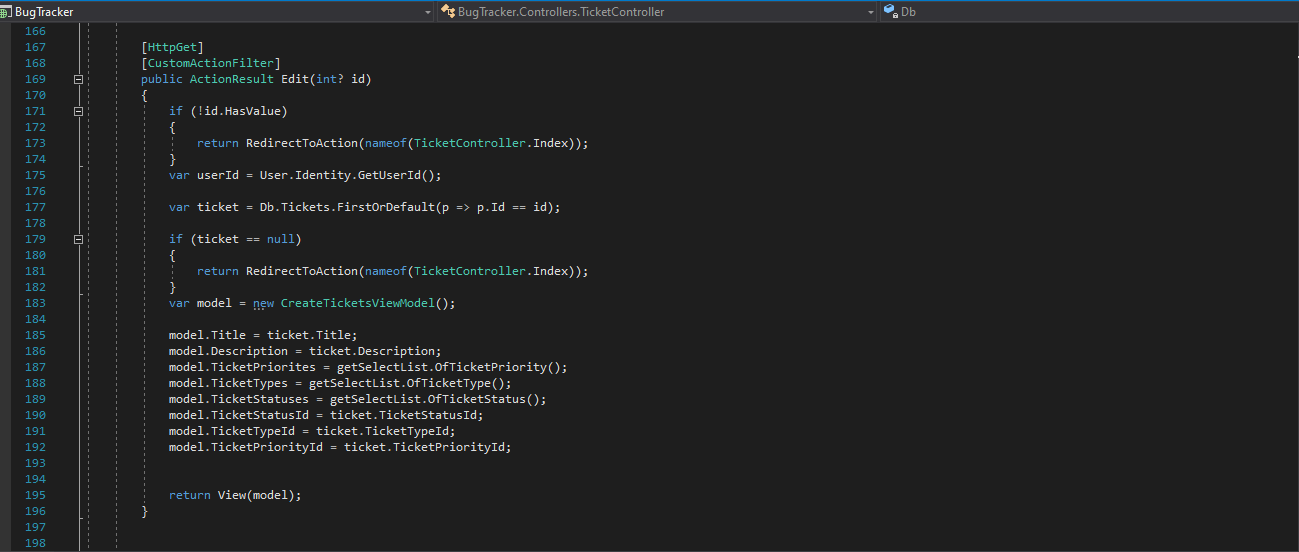 BugTracker BugTracker.Controllers.TicketController Db
166
167 [HttpGet]
168 [CustomActionFilter]
169 public ActionResult Edit(int? id)
170 {
171 if (!id.HasValue)
172 {
173 return RedirectToAction(nameof(TicketController.Index));
174 }
175 var userId = User.Identity.GetUserId();
176
177 var ticket = Db.Tickets.FirstOrDefault(p => p.Id == id);
178
179 if (ticket == null)
180 {
181 return RedirectToAction(nameof(TicketController.Index));
182 }
183 var model = new CreateTicketsViewModel();
184
185 model.Title = ticket.Title;
186 model.Description = ticket.Description;
187 model.TicketPriorites = getSelectList.OfTicketPriority();
188 model.TicketTypes = getSelectList.OfTicketType();
189 model.TicketStatuses = getSelectList.OfTicketStatus();
190 model.TicketStatusId = ticket.TicketStatusId;
191 model.TicketTypeId = ticket.TicketTypeId;
192 model.TicketPriorityId = ticket.TicketPriorityId;
193
194
195 return View(model);
196 }
197
198